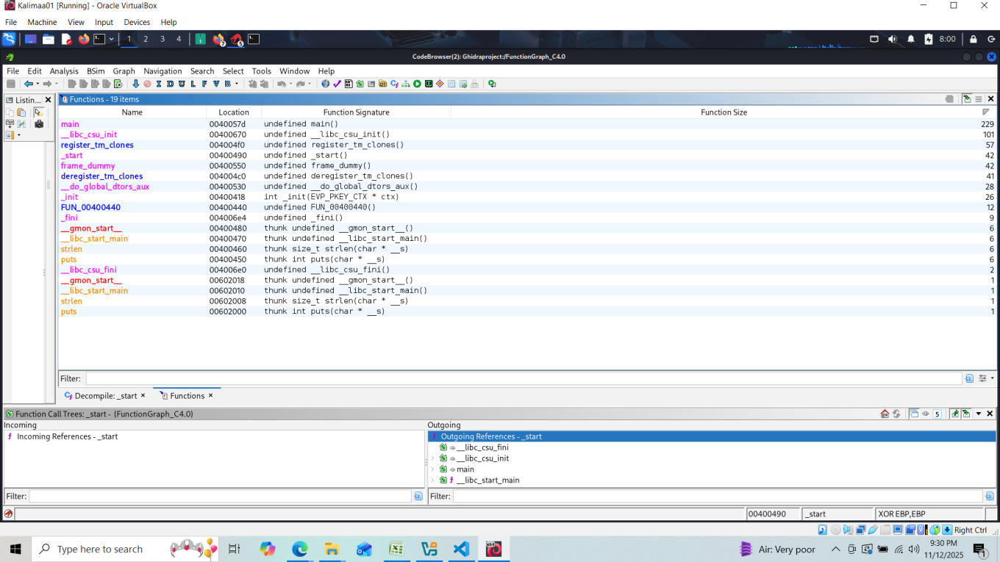 Kalimaa01 [Running] - Oracle VirtualBox
File Machine View Input Devices Help
1 2 3 4 7 5 8:00
CodeBrowser(2): Ghidraproject:/FunctionGraph_C4.0
File Edit Analysis BSim Graph Navigation Search Select Tools Window Help
I D U L F V B
Listin...
Functions - 19 items
Name Location Function Signature Function Size
main 0040057d undefined main() 229
__libc_csu_init 00400670 undefined __libc_csu_init() 101
register_tm_clones 004004f0 undefined register_tm_clones() 57
_start 00400490 undefined _start() 42
frame_dummy 00400550 undefined frame_dummy() 42
deregister_tm_clones 004004c0 undefined deregister_tm_clones() 41
__do_global_dtors_aux 00400530 undefined __do_global_dtors_aux() 28
_init 00400418 int _init(EVP_PKEY_CTX * ctx) 26
FUN_00400440 00400440 undefined FUN_00400440() 12
_fini 004006e4 undefined _fini() 9
__gmon_start__ 00400480 thunk undefined __gmon_start__() 6
__libc_start_main 00400470 thunk undefined __libc_start_main() 6
strlen 00400460 thunk size_t strlen(char * __s) 6
puts 00400450 thunk int puts(char * __s) 6
__libc_csu_fini 004006e0 undefined __libc_csu_fini() 2
__gmon_start__ 00602018 thunk undefined __gmon_start__() 1
__libc_start_main 00602010 thunk undefined __libc_start_main() 1
strlen 00602008 thunk size_t strlen(char * __s) 1
puts 00602000 thunk int puts(char * __s) 1
Filter:
Decompile: _start Functions
Function Call Trees: _start - (FunctionGraph_C4.0) 5
Incoming Outgoing
Incoming References - _start
Outgoing References - _start
__libc_csu_fini
__libc_csu_init
main
__libc_start_main
Filter: Filter:
00400490 _start XOR EBP,EBP
Right Ctrl
Type here to search
Air: Very poor
9:30 PM
11/12/2025
1